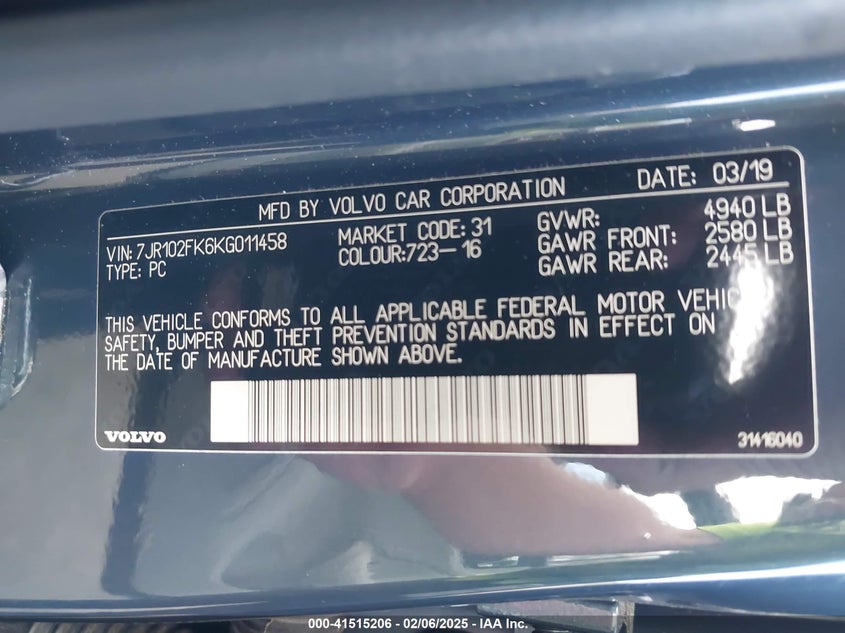 MFD BY VOLVO CAR CORPORATION DATE: 03/19
VIN: 7JR102FK6KG011458 MARKET CODE: 31 GVWR: 4940 LB
TYPE: PC COLOUR:723-16 GAWR FRONT: 2580 LB
GAWR REAR: 2445 LB
THIS VEHICLE CONFORMS TO ALL APPLICABLE FEDERAL MOTOR VEHIC
SAFETY, BUMPER AND THEFT PREVENTION STANDARDS IN EFFECT ON
THE DATE OF MANUFACTURE SHOWN ABOVE.
VOLVO 31416040
000-41515206 - 02/06/2025 - IAA Inc.